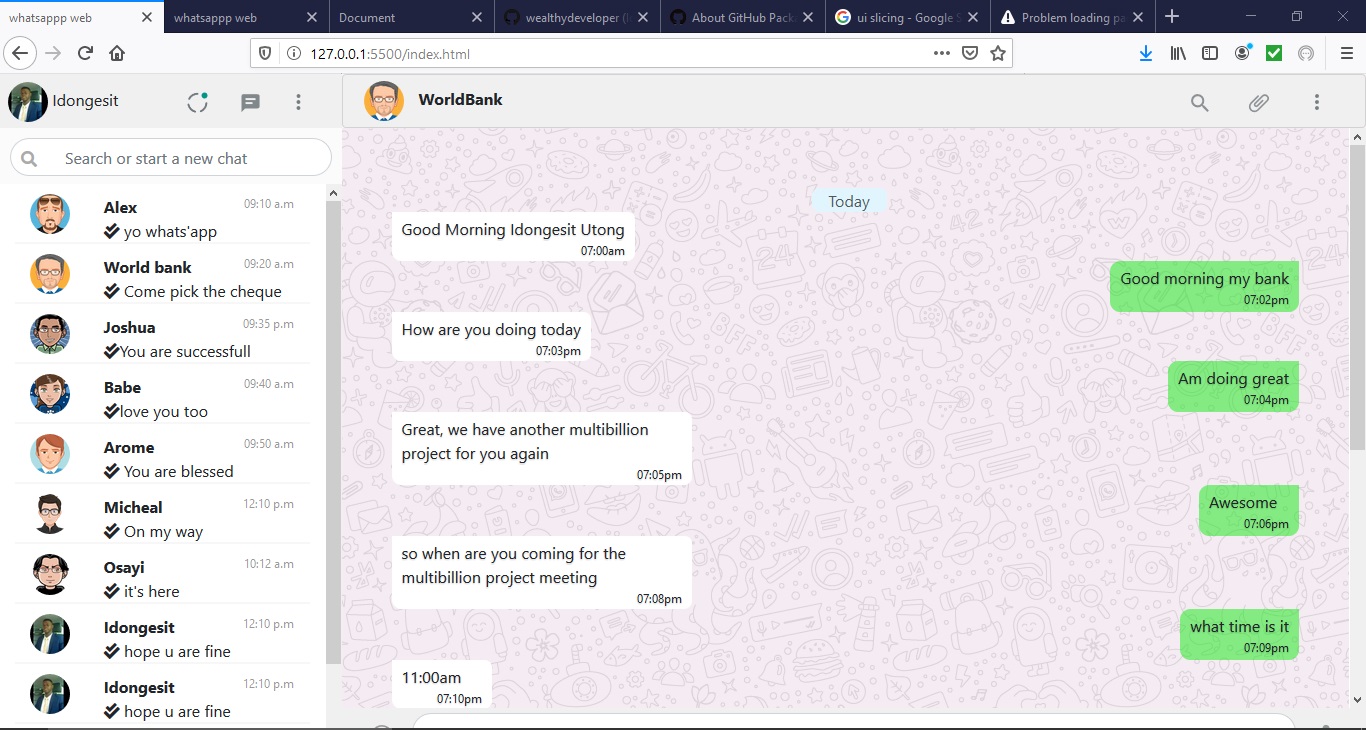 whatsappp web
whatsappp web
Document
wealthydeveloper (I
About GitHub Pack
ui slicing - Google S
Problem loading pa
127.0.0.1:5500/index.html
Idongesit
WorldBank
Search or start a new chat
Alex
09:10 a.m
yo whats'app
World bank
09:20 a.m
Come pick the cheque
Joshua
09:35 p.m
You are successfull
Babe
09:40 a.m
love you too
Arome
09:50 a.m
You are blessed
Micheal
12:10 p.m
On my way
Osayi
10:12 a.m
it's here
Idongesit
12:10 p.m
hope u are fine
Idongesit
12:10 p.m
hope u are fine
Today
Good Morning Idongesit Utong
07:00am
Good morning my bank
07:02pm
How are you doing today
07:03pm
Am doing great
07:04pm
Great, we have another multibillion
project for you again
07:05pm
Awesome
07:06pm
so when are you coming for the
multibillion project meeting
07:08pm
what time is it
07:09pm
11:00am
07:10pm